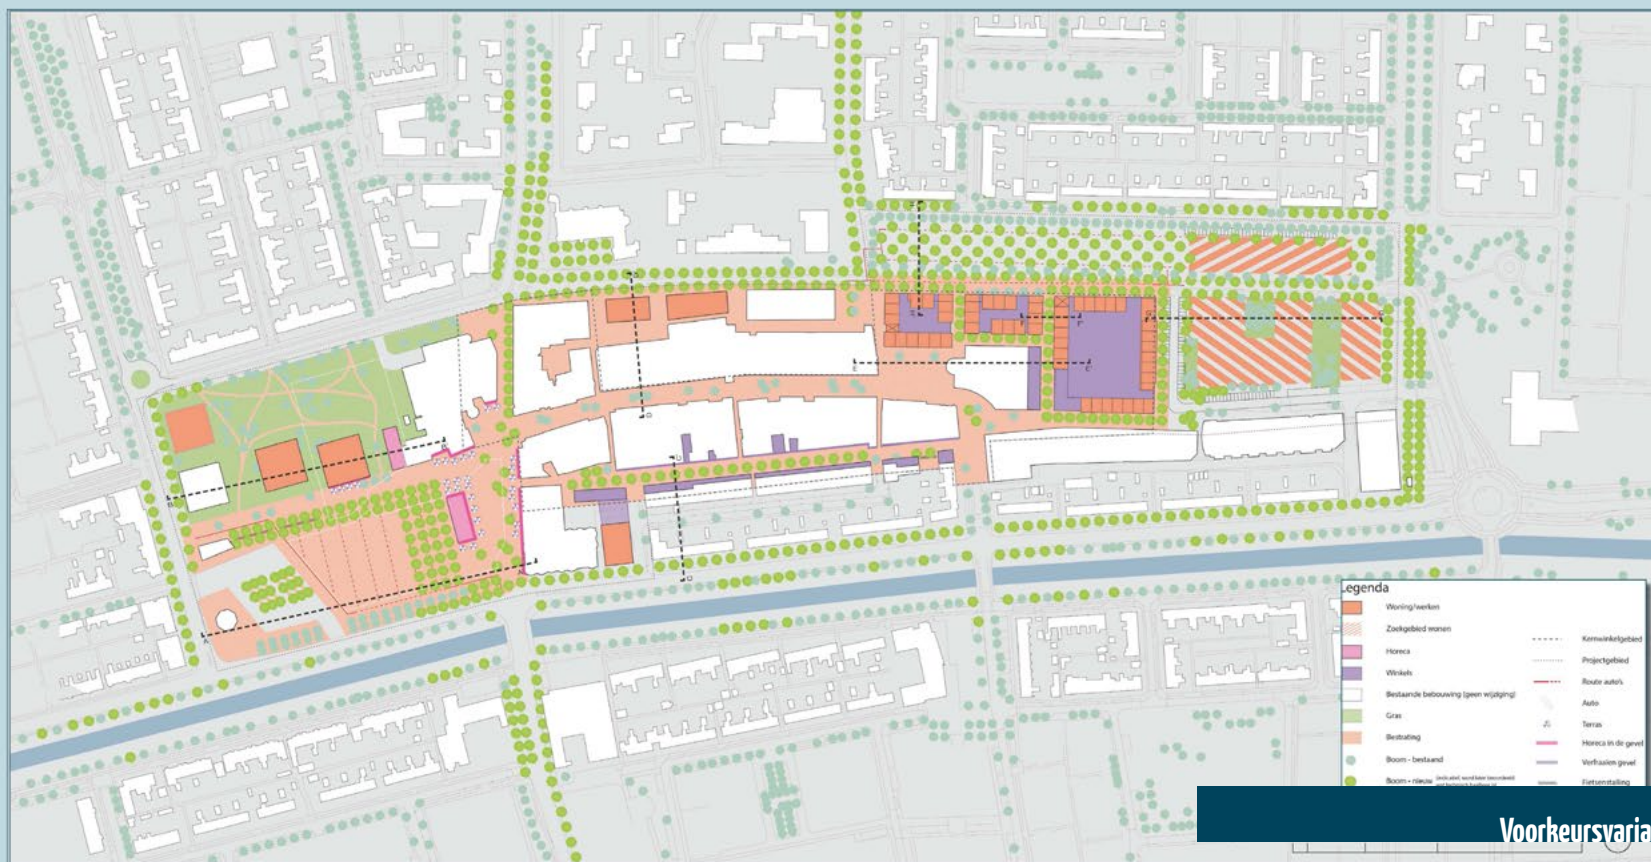 Legenda
Woning/werken
Zoekgebied wonen
Horeca
Winkels
Bestaande bebouwing (geen wijziging)
Gras
Bestrating
Boom - bestaand
Boom - nieuw
Kernwinkelgebied
Projectgebied
Route auto's
Auto
Terras
Horeca in de gevel
Verfraaien gevel
Fietsenstalling
Voorkeursvaria